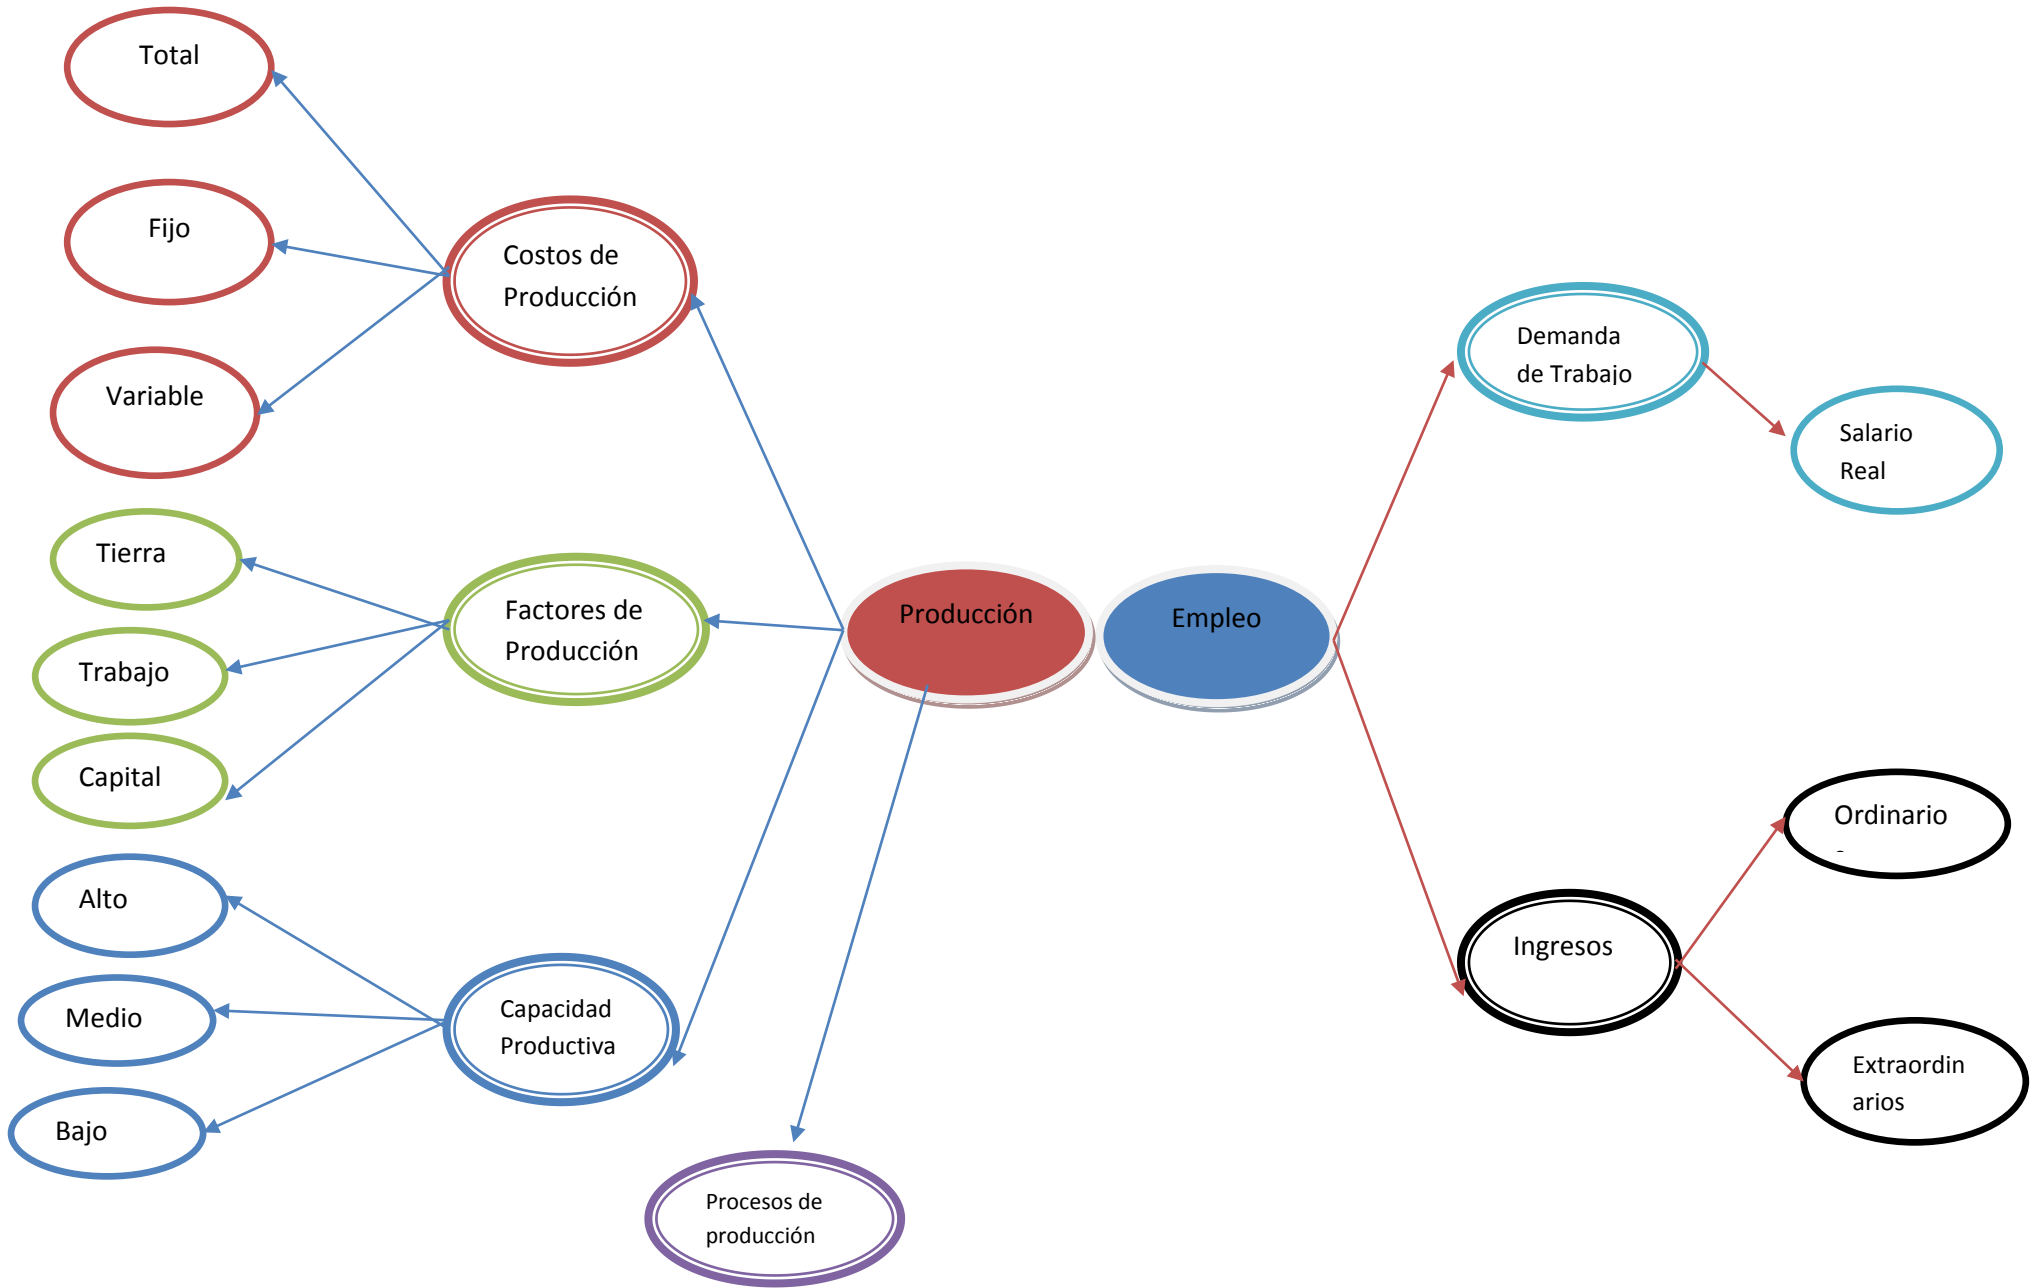 Total
Fijo
Variable
Costos de
Producción
Tierra
Trabajo
Capital
Factores de
Producción
Alto
Medio
Bajo
Capacidad
Productiva
Procesos de
producción
Producción
Empleo
Demanda
de Trabajo
Salario
Real
Ingresos
Ordinario
Extraordin
arios